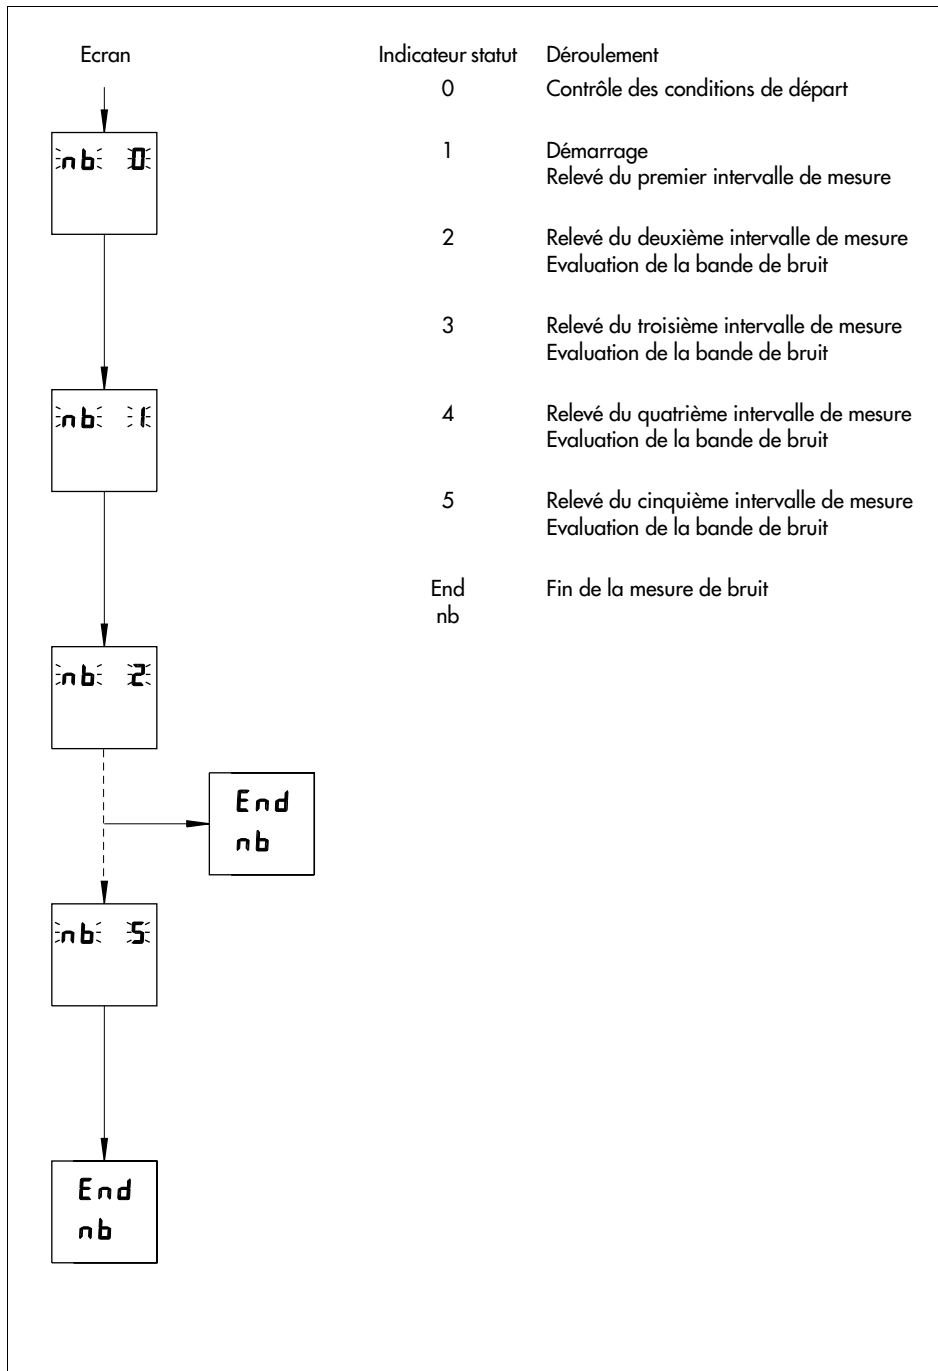 Ecran
Indicateur statut Déroulement
0 Contrôle des conditions de départ
nb 0
1 Démarrage
Relevé du premier intervalle de mesure
2 Relevé du deuxième intervalle de mesure
Evaluation de la bande de bruit
3 Relevé du troisième intervalle de mesure
Evaluation de la bande de bruit
nb 1
4 Relevé du quatrième intervalle de mesure
Evaluation de la bande de bruit
5 Relevé du cinquième intervalle de mesure
Evaluation de la bande de bruit
End Fin de la mesure de bruit
nb
nb 2
End
nb
nb 5
End
nb